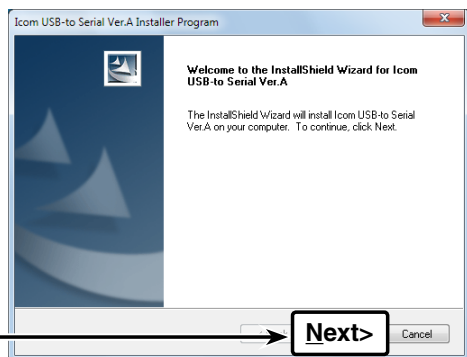 Icom USB-to Serial Ver.A Installer Program
Welcome to the InstallShield Wizard for Icom
USB-to Serial Ver.A
The InstallShield Wizard will install Icom USB-to Serial
Ver.A on your computer. To continue, click Next.
Next>
Cancel